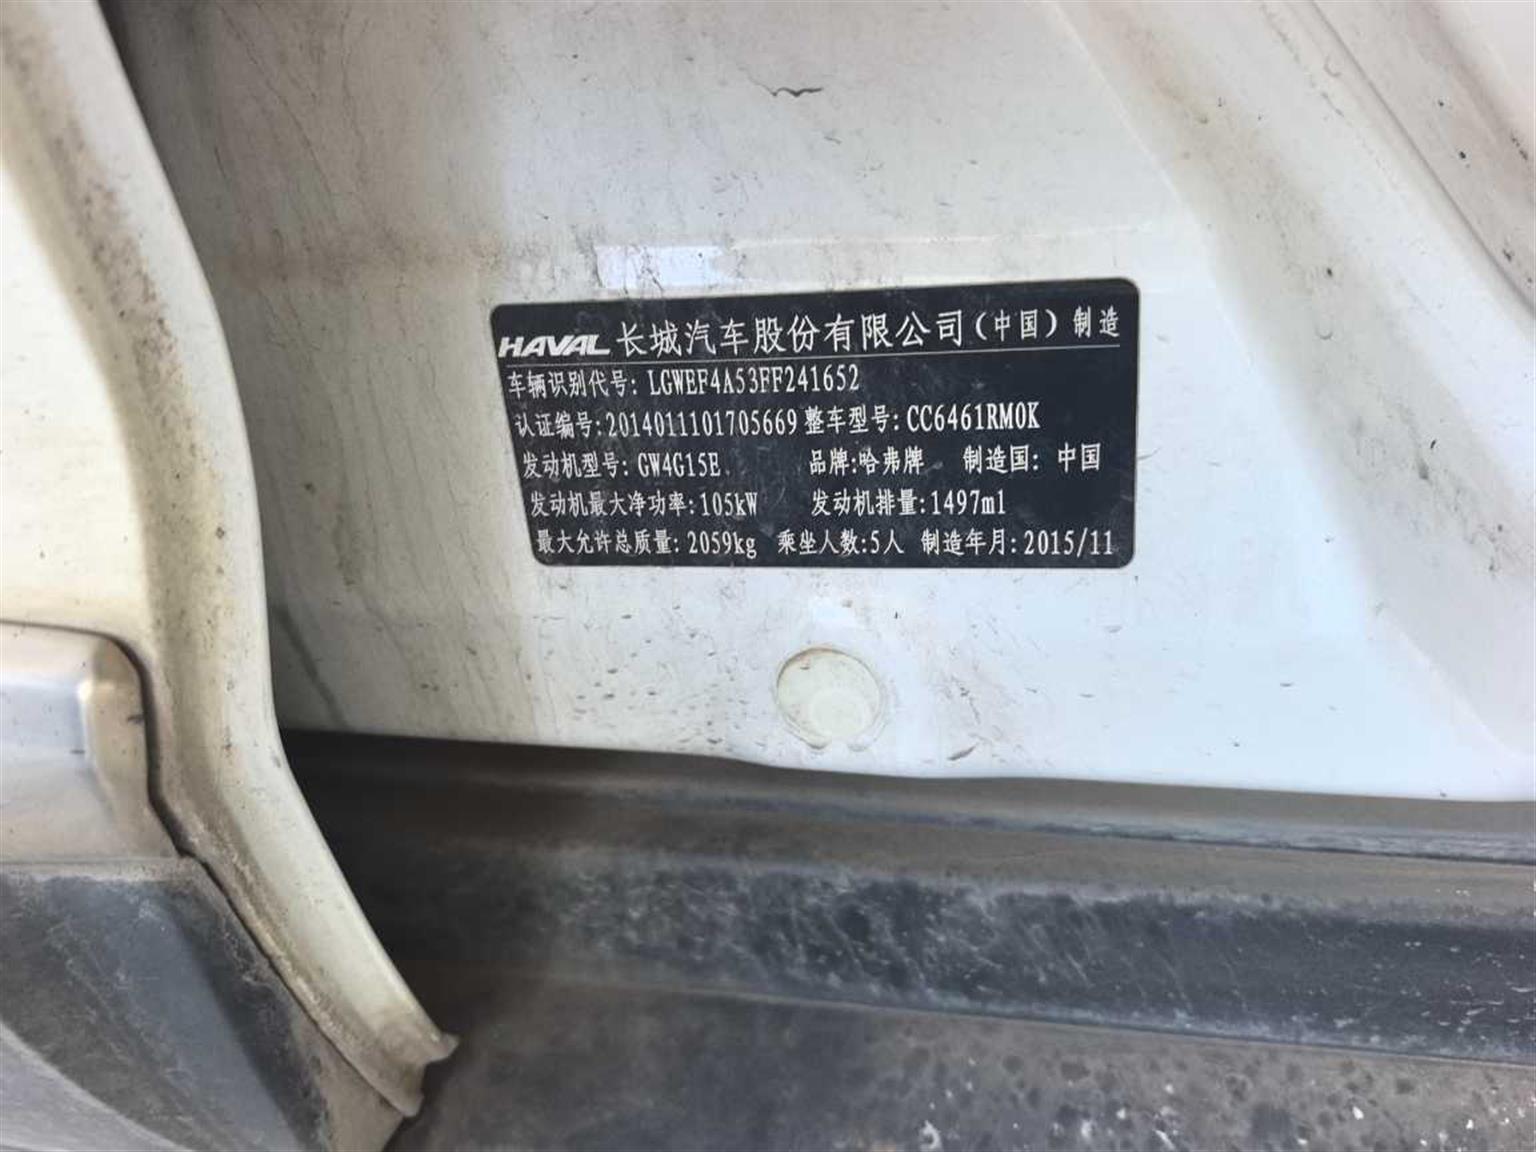 HAVAL 长城汽车股份有限公司(中国)制造
车辆识别代号: LGWEF4A53FF241652
认证编号:2014011101705669 整车型号: CC6461RM0K
发动机型号: GW4G15E 品牌:哈弗牌 制造国: 中国
发动机最大净功率:105kW 发动机排量:1497ml
最大允许总质量: 2059kg 乘坐人数:5人 制造年月:2015/11